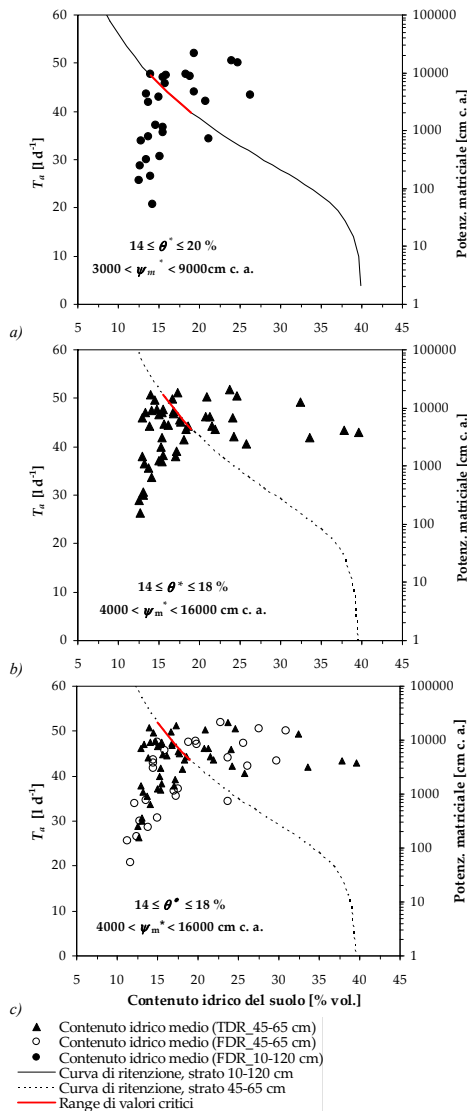 60
50
40
30
20
10
0
Ta [l d-1]
100000
10000
1000
100
10
1
Potenz. matriciale [cm c. a.]
14 ≤ θ* ≤ 20 %
3000 < ψm* < 9000cm c. a.
5 10 15 20 25 30 35 40 45
a)
60
50
40
30
20
10
0
Ta [l d-1]
100000
10000
1000
100
10
1
Potenz. matriciale [cm c. a.]
14 ≤ θ* ≤ 18 %
4000 < ψm* < 16000 cm c. a.
5 10 15 20 25 30 35 40 45
b)
60
50
40
30
20
10
0
Ta [l d-1]
100000
10000
1000
100
10
1
Potenz. matriciale [cm c. a.]
14 ≤ θ* ≤ 18 %
4000 < ψm* < 16000 cm c. a.
5 10 15 20 25 30 35 40 45
c)
Contenuto idrico del suolo [% vol.]
Contenuto idrico medio (TDR_45-65 cm)
Contenuto idrico medio (FDR_45-65 cm)
Contenuto idrico medio (FDR_10-120 cm)
Curva di ritenzione, strato 10-120 cm
Curva di ritenzione, strato 45-65 cm
Range di valori critici